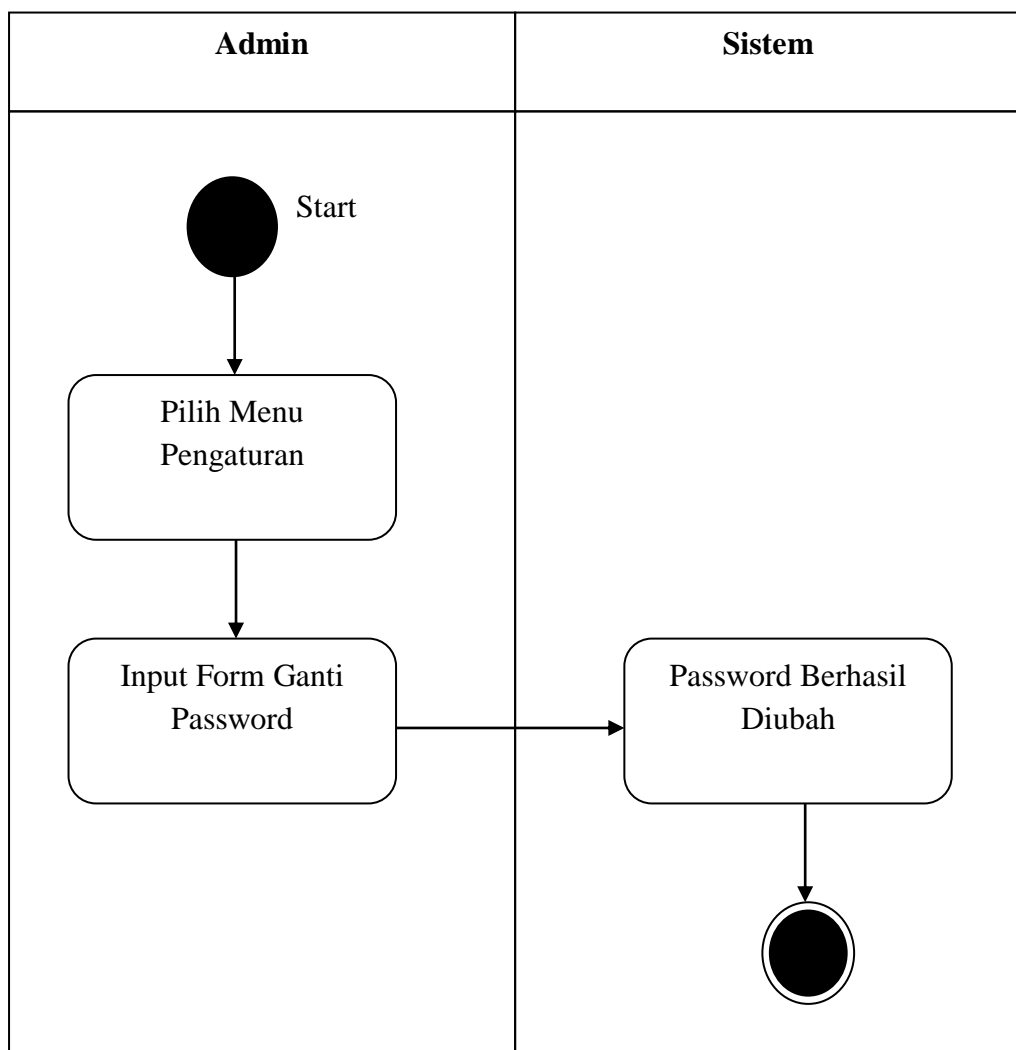 Admin
Sistem
Start
Pilih Menu
Pengaturan
Input Form Ganti
Password
Password Berhasil
Diubah